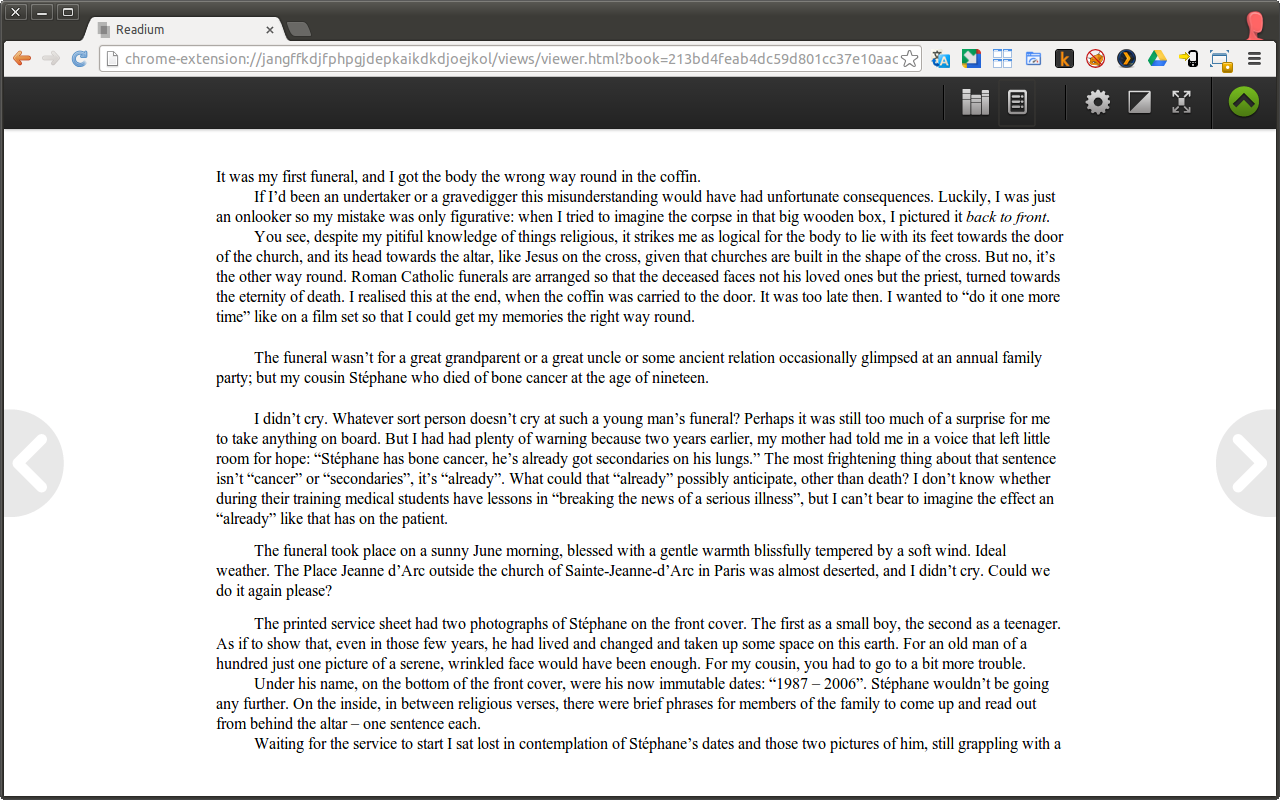 Readium
chrome-extension://jangffkdjfphpgjdepkaikdkdjoejkol/views/viewer.html?book=213bd4feab4dc59d801cc37e10aac
It was my first funeral, and I got the body the wrong way round in the coffin.
If I’d been an undertaker or a gravedigger this misunderstanding would have had unfortunate consequences. Luckily, I was just
an onlooker so my mistake was only figurative: when I tried to imagine the corpse in that big wooden box, I pictured it back to front.
You see, despite my pitiful knowledge of things religious, it strikes me as logical for the body to lie with its feet towards the door
of the church, and its head towards the altar, like Jesus on the cross, given that churches are built in the shape of the cross. But no, it’s
the other way round. Roman Catholic funerals are arranged so that the deceased faces not his loved ones but the priest, turned towards
the eternity of death. I realised this at the end, when the coffin was carried to the door. It was too late then. I wanted to “do it one more
time” like on a film set so that I could get my memories the right way round.
The funeral wasn’t for a great grandparent or a great uncle or some ancient relation occasionally glimpsed at an annual family
party; but my cousin Stéphane who died of bone cancer at the age of nineteen.
I didn’t cry. Whatever sort person doesn’t cry at such a young man’s funeral? Perhaps it was still too much of a surprise for me
to take anything on board. But I had had plenty of warning because two years earlier, my mother had told me in a voice that left little
room for hope: “Stéphane has bone cancer, he’s already got secondaries on his lungs.” The most frightening thing about that sentence
isn’t “cancer” or “secondaries”, it’s “already”. What could that “already” possibly anticipate, other than death? I don’t know whether
during their training medical students have lessons in “breaking the news of a serious illness”, but I can’t bear to imagine the effect an
“already” like that has on the patient.
The funeral took place on a sunny June morning, blessed with a gentle warmth blissfully tempered by a soft wind. Ideal
weather. The Place Jeanne d’Arc outside the church of Sainte-Jeanne-d’Arc in Paris was almost deserted, and I didn’t cry. Could we
do it again please?
The printed service sheet had two photographs of Stéphane on the front cover. The first as a small boy, the second as a teenager.
As if to show that, even in those few years, he had lived and changed and taken up some space on this earth. For an old man of a
hundred just one picture of a serene, wrinkled face would have been enough. For my cousin, you had to go to a bit more trouble.
Under his name, on the bottom of the front cover, were his now immutable dates: “1987 – 2006”. Stéphane wouldn’t be going
any further. On the inside, in between religious verses, there were brief phrases for members of the family to come up and read out
from behind the altar – one sentence each.
Waiting for the service to start I sat lost in contemplation of Stéphane’s dates and those two pictures of him, still grappling with a